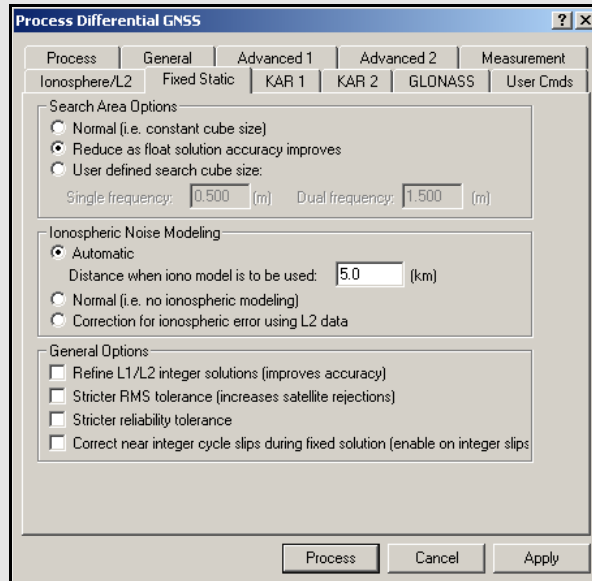 Process Differential GNSS
Process General Advanced 1 Advanced 2 Measurement
Ionosphere/L2 Fixed Static KAR 1 KAR 2 GLONASS User Cmds
Search Area Options
Normal (i.e. constant cube size)
Reduce as float solution accuracy improves
User defined search cube size:
Single frequency: 0.500 (m) Dual frequency: 1.500 (m)
Ionospheric Noise Modeling
Automatic
Distance when iono model is to be used: 5.0 (km)
Normal (i.e. no ionospheric modeling)
Correction for ionospheric error using L2 data
General Options
Refine L1/L2 integer solutions (improves accuracy)
Stricter RMS tolerance (increases satellite rejections)
Stricter reliability tolerance
Correct near integer cycle slips during fixed solution (enable on integer slips
Process Cancel Apply